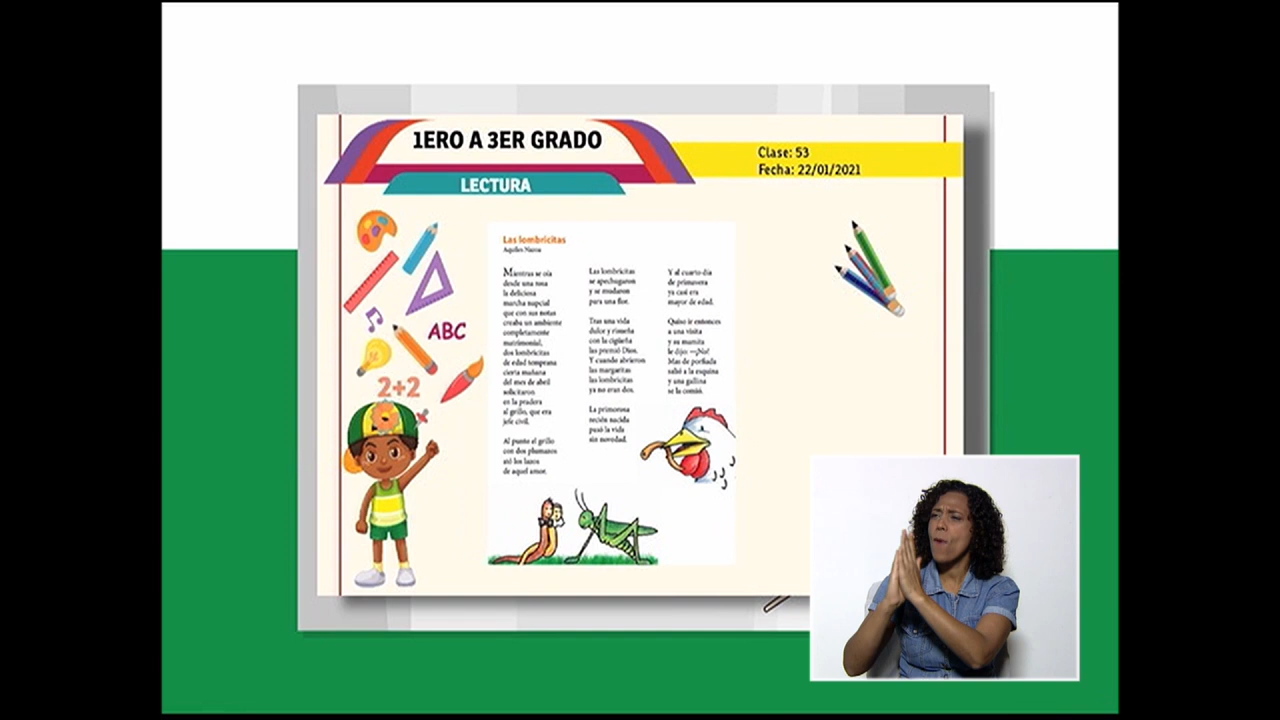 1ERO A 3ER GRADO
LECTURA
Clase: 53
Fecha: 22/01/2021
ABC
2+2
Las lombricitas
Aquiles Nazoa
Mientras se oía
desde una rosa
la deliciosa
marcha nupcial
que con sus notas
creaba un ambiente
completamente
matrimonial,
dos lombricitas
de edad temprana
cierta mañana
del mes de abril
solicitaron
en la pradera
al grillo, que era
jefe civil.
Al punto el grillo
con dos plumazos
ató los lazos
de aquel amor.
Las lombricitas
se apechugaron
y se mudaron
para una flor.
Tras una vida
dulce y risueña
con la cigüeña
las premió Dios.
Y cuando abrieron
las margaritas
las lombricitas
ya no eran dos.
La primorosa
recién nacida
pasó la vida
sin novedad.
Y al cuarto día
de primavera
ya casi era
mayor de edad.
Quiso ir entonces
a una visita
y su mamita
le dijo: —¡No!
Mas de porfiada
salió a la esquina
y una gallina
se la comió.